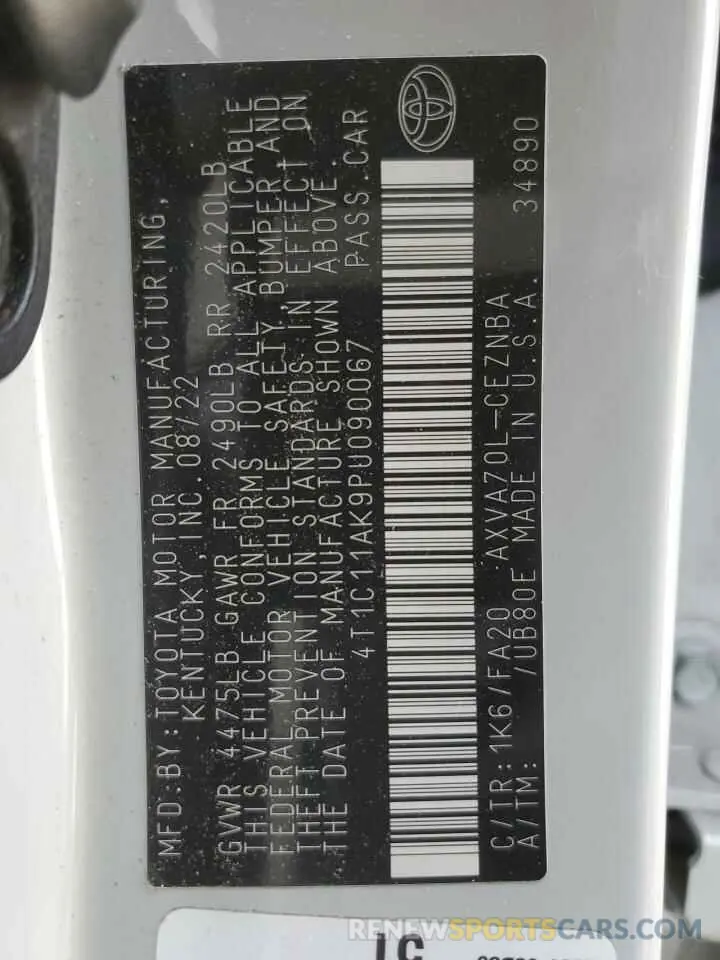 MFD.BY:TOYOTA MOTOR MANUFACTURING,
KENTUCKY, INC.08/22
GVWR 4475LB GAWR FR 2490LB RR 2420LB
THIS VEHICLE CONFORMS TO ALL APPLICABLE
FEDERAL MOTOR VEHICLE SAFETY, BUMPER AND
THEFT PREVENTION STANDARDS IN EFFECT ON
THE DATE OF MANUFACTURE SHOWN ABOVE.
4T1C11AK9PU090067 PASS.CAR
C/TR:1K6/FA20 AXVA70L-CEZNBA 34890
A/TM: /UB80E MADE IN U.S.A.
RENEWSPORTSCARS.COM